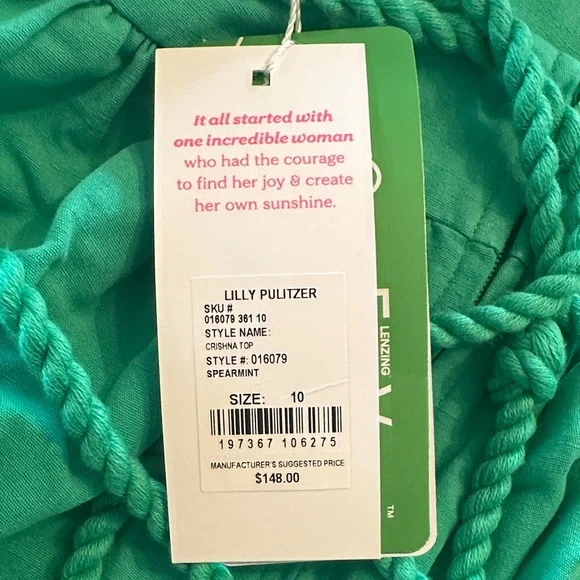 It all started with
one incredible woman
who had the courage
to find her joy & create
her own sunshine.
LILLY PULITZER
SKU #
016079 361 10
STYLE NAME:
CRISHNA TOP
STYLE #: 016079
SPEARMINT
SIZE: 10
197367 106275
MANUFACTURER'S SUGGESTED PRICE
$148.00
LENZING
TM